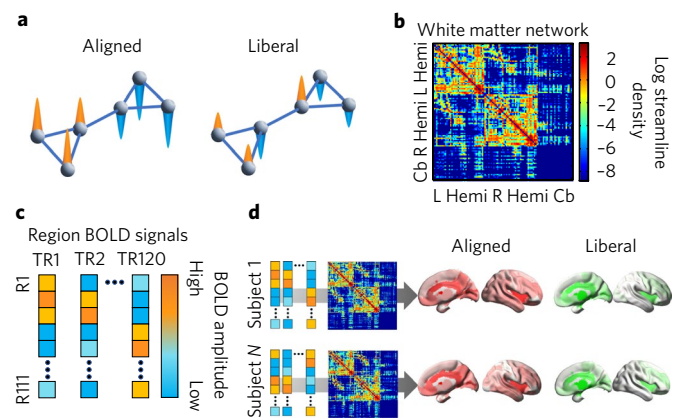 a
Aligned
Liberal
b
White matter network
Cb R Hemi L Hemi
L Hemi R Hemi Cb
2
0
−2
−4
−6
−8
Log streamline
density
c
Region BOLD signals
TR1
TR2
TR120
R1
R111
High
Low
BOLD amplitude
d
Aligned
Liberal
Subject 1
Subject N